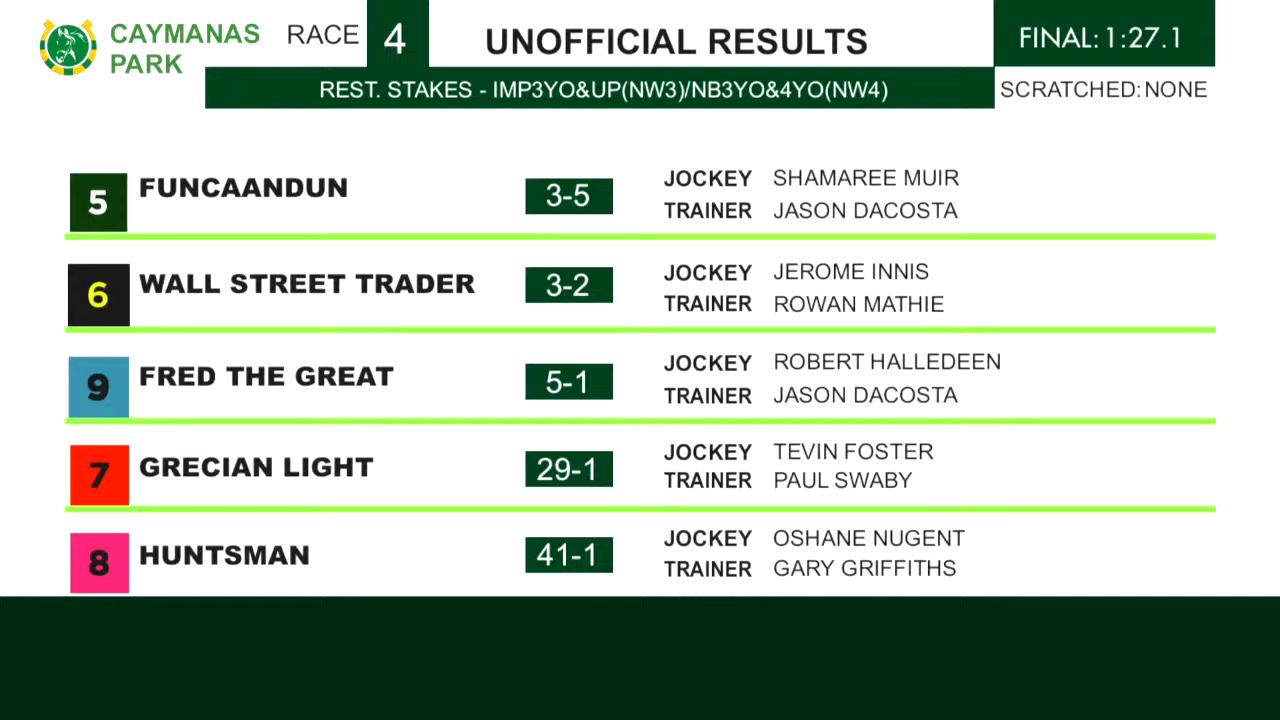 CAYMANAS
PARK
RACE 4
UNOFFICIAL RESULTS
FINAL: 1:27.1
REST. STAKES - IMP3YO&UP(NW3)/NB3YO&4YO(NW4)
SCRATCHED: NONE
5 FUNCAANDUN 3-5 JOCKEY SHAMAREE MUIR
TRAINER JASON DACOSTA
6 WALL STREET TRADER 3-2 JOCKEY JEROME INNIS
TRAINER ROWAN MATHIE
9 FRED THE GREAT 5-1 JOCKEY ROBERT HALLEDEEN
TRAINER JASON DACOSTA
7 GRECIAN LIGHT 29-1 JOCKEY TEVIN FOSTER
TRAINER PAUL SWABY
8 HUNTSMAN 41-1 JOCKEY OSHANE NUGENT
TRAINER GARY GRIFFITHS